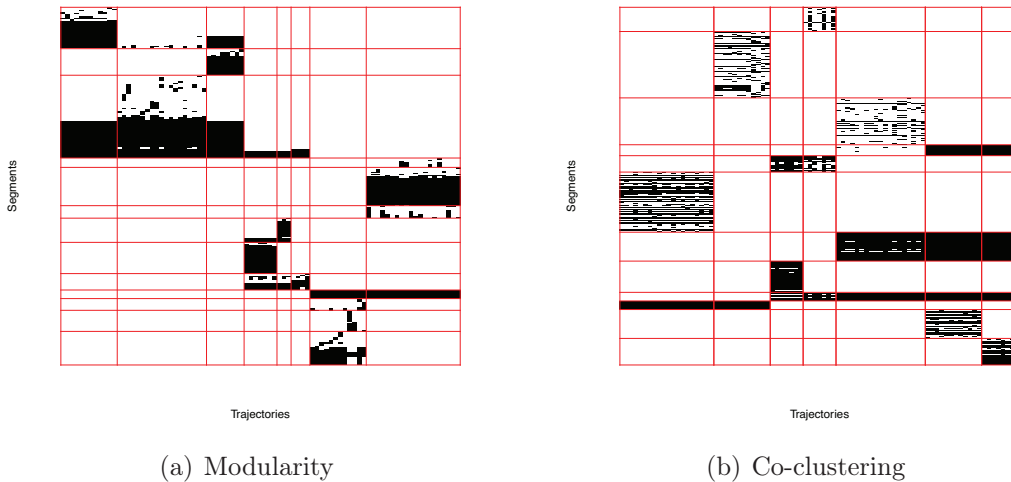 Segments
Trajectories
(a) Modularity
Segments
Trajectories
(b) Co-clustering